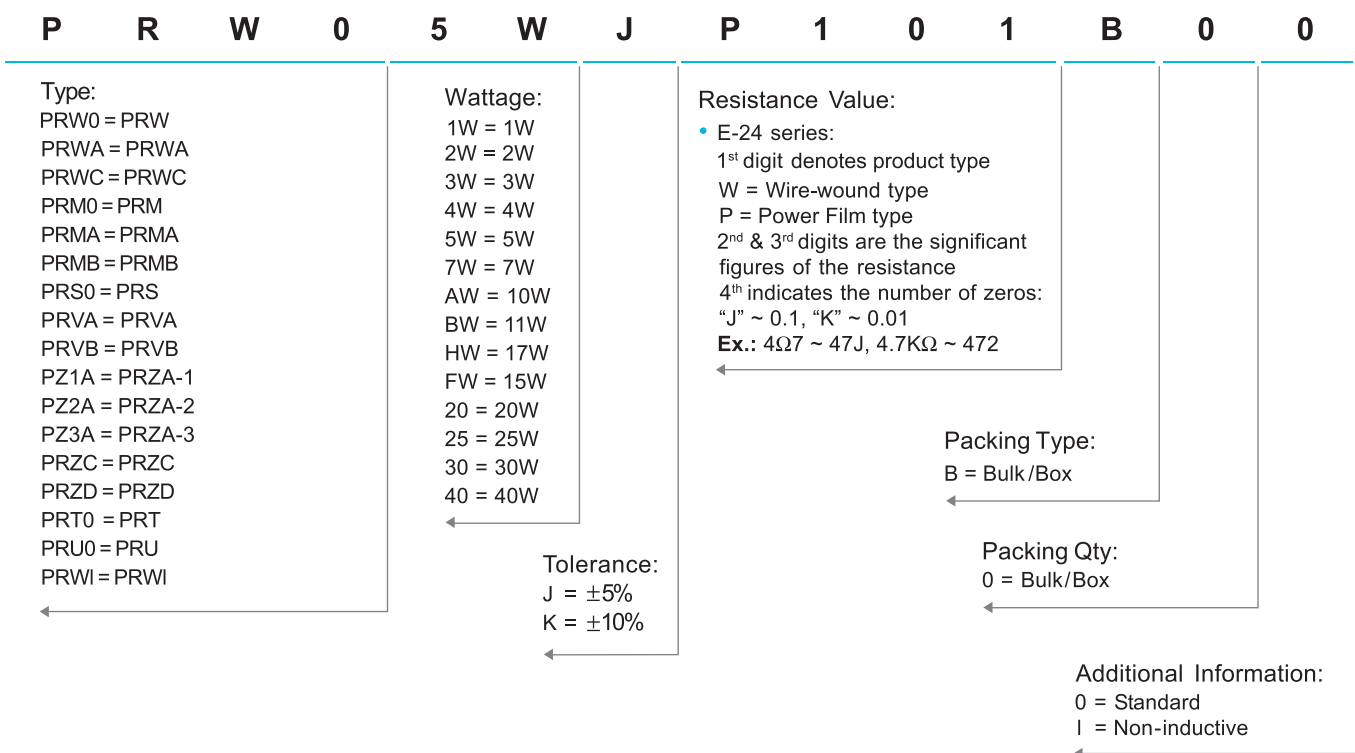 P R W 0 5 W J P 1 0 1 B 0 0
Type:
PRW0 = PRW
PRWA = PRWA
PRWC = PRWC
PRM0 = PRM
PRMA = PRMA
PRMB = PRMB
PRS0 = PRS
PRVA = PRVA
PRVB = PRVB
PZ1A = PRZA-1
PZ2A = PRZA-2
PZ3A = PRZA-3
PRZC = PRZC
PRZD = PRZD
PRT0 = PRT
PRU0 = PRU
PRWI = PRWI
Wattage:
1W = 1W
2W = 2W
3W = 3W
4W = 4W
5W = 5W
7W = 7W
AW = 10W
BW = 11W
HW = 17W
FW = 15W
20 = 20W
25 = 25W
30 = 30W
40 = 40W
Tolerance:
J = ±5%
K = ±10%
Resistance Value:
• E-24 series:
1st digit denotes product type
W = Wire-wound type
P = Power Film type
2nd & 3rd digits are the significant
figures of the resistance
4th indicates the number of zeros:
“J” ~ 0.1, “K” ~ 0.01
Ex.: 4Ω7 ~ 47J, 4.7KΩ ~ 472
Packing Type:
B = Bulk/Box
Packing Qty:
0 = Bulk/Box
Additional Information:
0 = Standard
I = Non-inductive